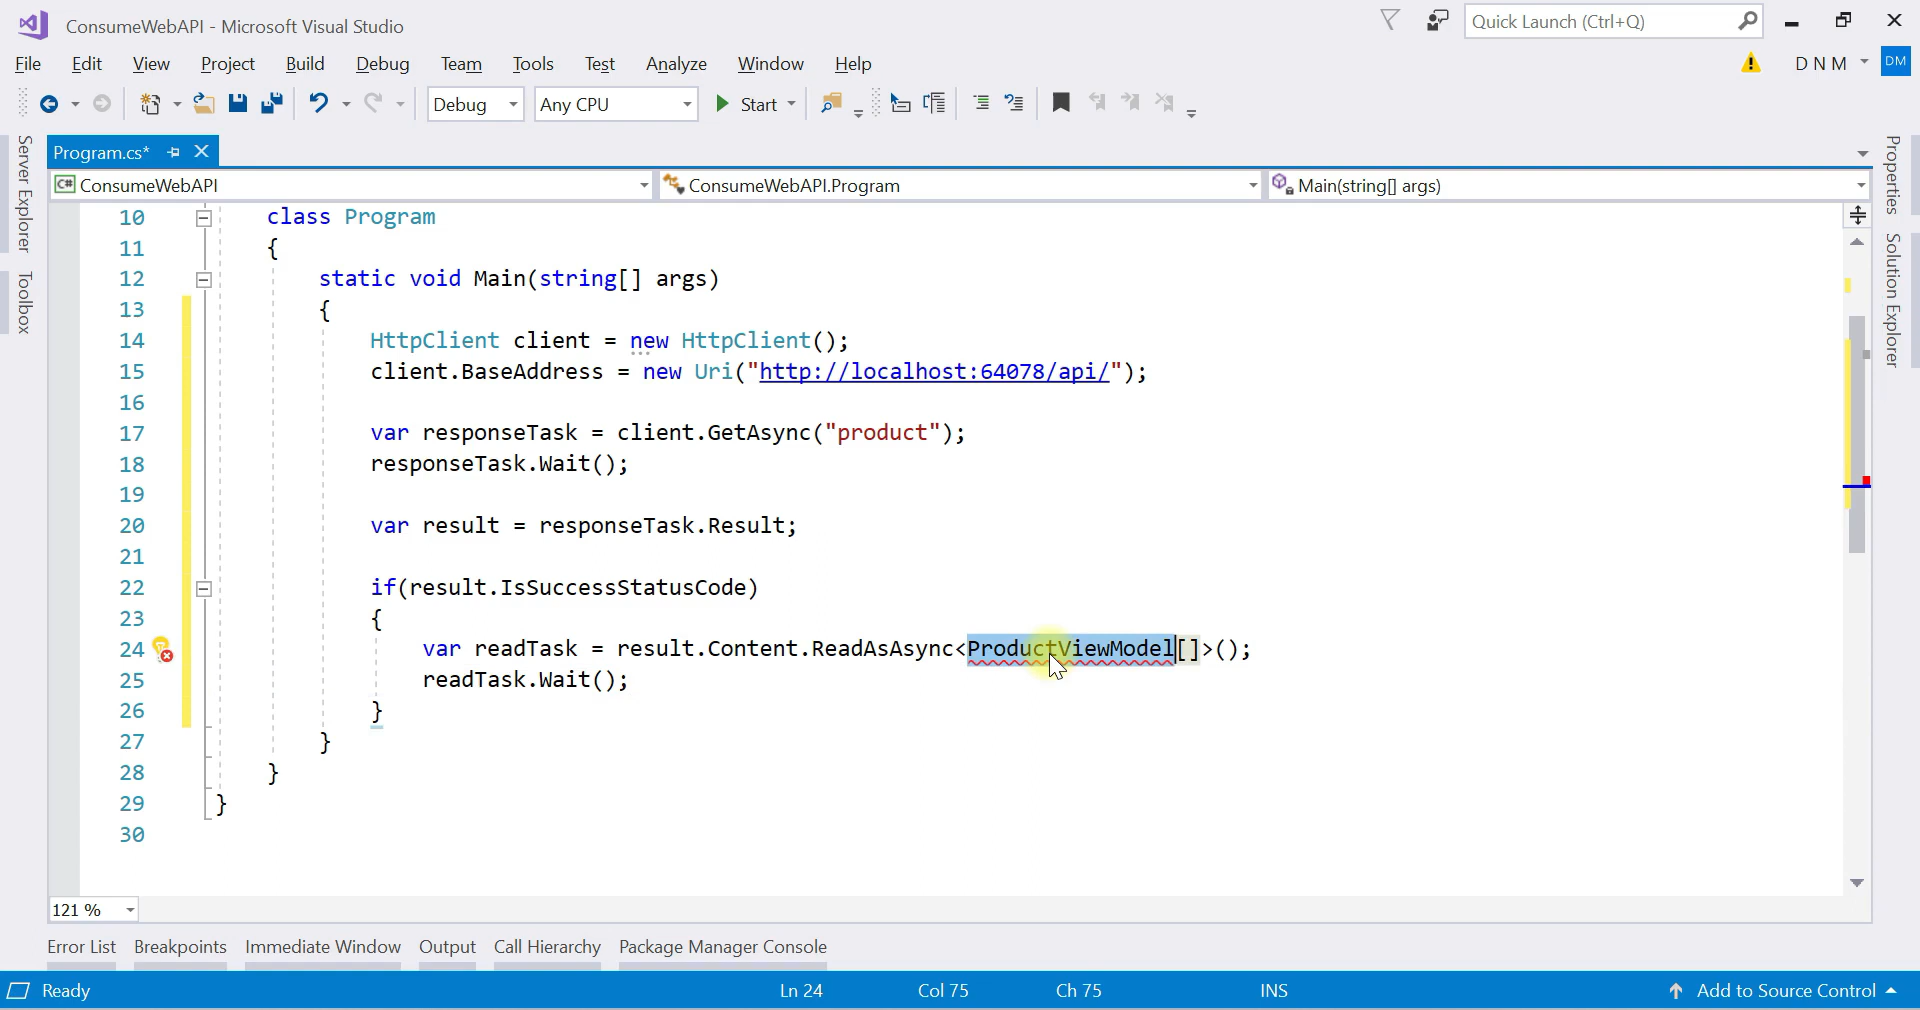 ConsumeWebAPI - Microsoft Visual Studio
Quick Launch (Ctrl+Q)
File Edit View Project Build Debug Team Tools Test Analyze Window Help
D N M DM
Debug Any CPU Start
Server Explorer
Toolbox
Program.cs*
Properties
Solution Explorer
C# ConsumeWebAPI ConsumeWebAPI.Program Main(string[] args)
10 class Program
11 {
12 static void Main(string[] args)
13 {
14 HttpClient client = new HttpClient();
15 client.BaseAddress = new Uri("http://localhost:64078/api/");
16
17 var responseTask = client.GetAsync("product");
18 responseTask.Wait();
19
20 var result = responseTask.Result;
21
22 if(result.IsSuccessStatusCode)
23 {
24 var readTask = result.Content.ReadAsAsync<ProductViewModel[]>();
25 readTask.Wait();
26 }
27 }
28 }
29 }
30
121 %
Error List Breakpoints Immediate Window Output Call Hierarchy Package Manager Console
Ready Ln 24 Col 75 Ch 75 INS Add to Source Control